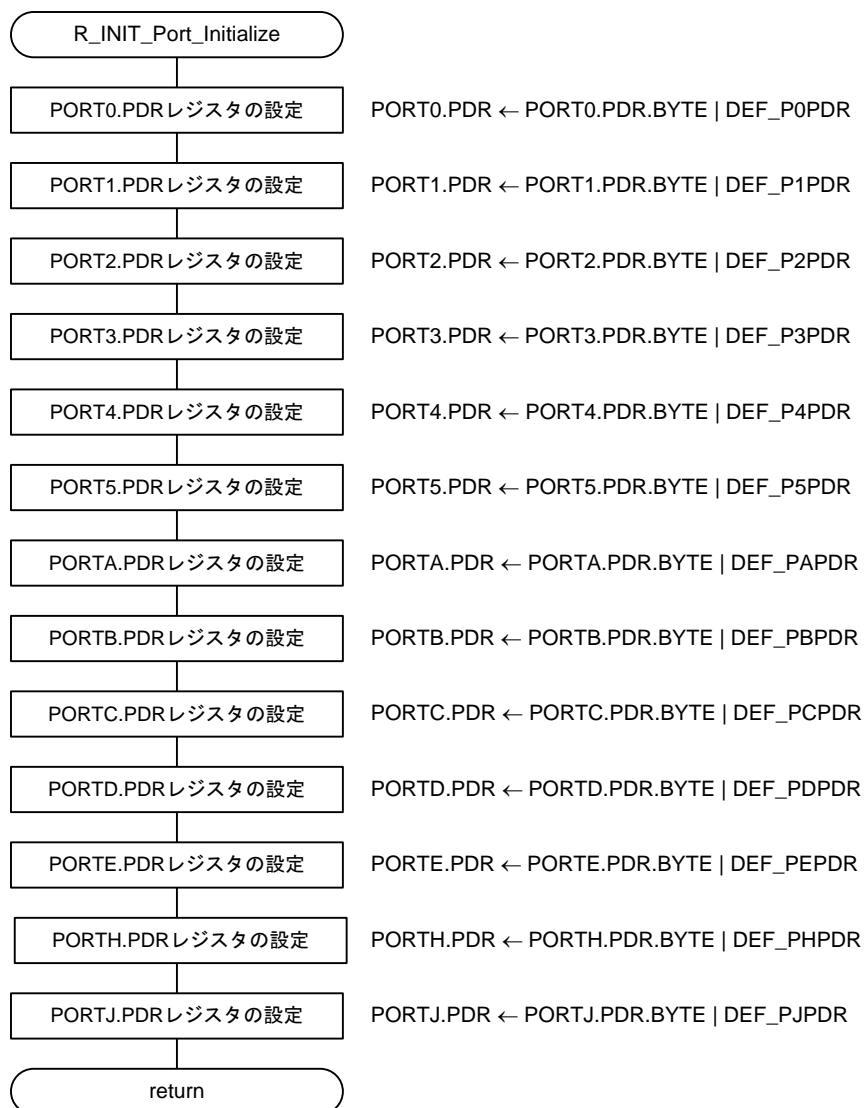 R_INIT_Port_Initialize
PORT0.PDRレジスタの設定 PORT0.PDR ← PORT0.PDR.BYTE | DEF_P0PDR
PORT1.PDRレジスタの設定 PORT1.PDR ← PORT1.PDR.BYTE | DEF_P1PDR
PORT2.PDRレジスタの設定 PORT2.PDR ← PORT2.PDR.BYTE | DEF_P2PDR
PORT3.PDRレジスタの設定 PORT3.PDR ← PORT3.PDR.BYTE | DEF_P3PDR
PORT4.PDRレジスタの設定 PORT4.PDR ← PORT4.PDR.BYTE | DEF_P4PDR
PORT5.PDRレジスタの設定 PORT5.PDR ← PORT5.PDR.BYTE | DEF_P5PDR
PORTA.PDRレジスタの設定 PORTA.PDR ← PORTA.PDR.BYTE | DEF_PAPDR
PORTB.PDRレジスタの設定 PORTB.PDR ← PORTB.PDR.BYTE | DEF_PBPDR
PORTC.PDRレジスタの設定 PORTC.PDR ← PORTC.PDR.BYTE | DEF_PCPDR
PORTD.PDRレジスタの設定 PORTD.PDR ← PORTD.PDR.BYTE | DEF_PDPDR
PORTE.PDRレジスタの設定 PORTE.PDR ← PORTE.PDR.BYTE | DEF_PEPDR
PORTH.PDRレジスタの設定 PORTH.PDR ← PORTH.PDR.BYTE | DEF_PHPDR
PORTJ.PDRレジスタの設定 PORTJ.PDR ← PORTJ.PDR.BYTE | DEF_PJPDR
return